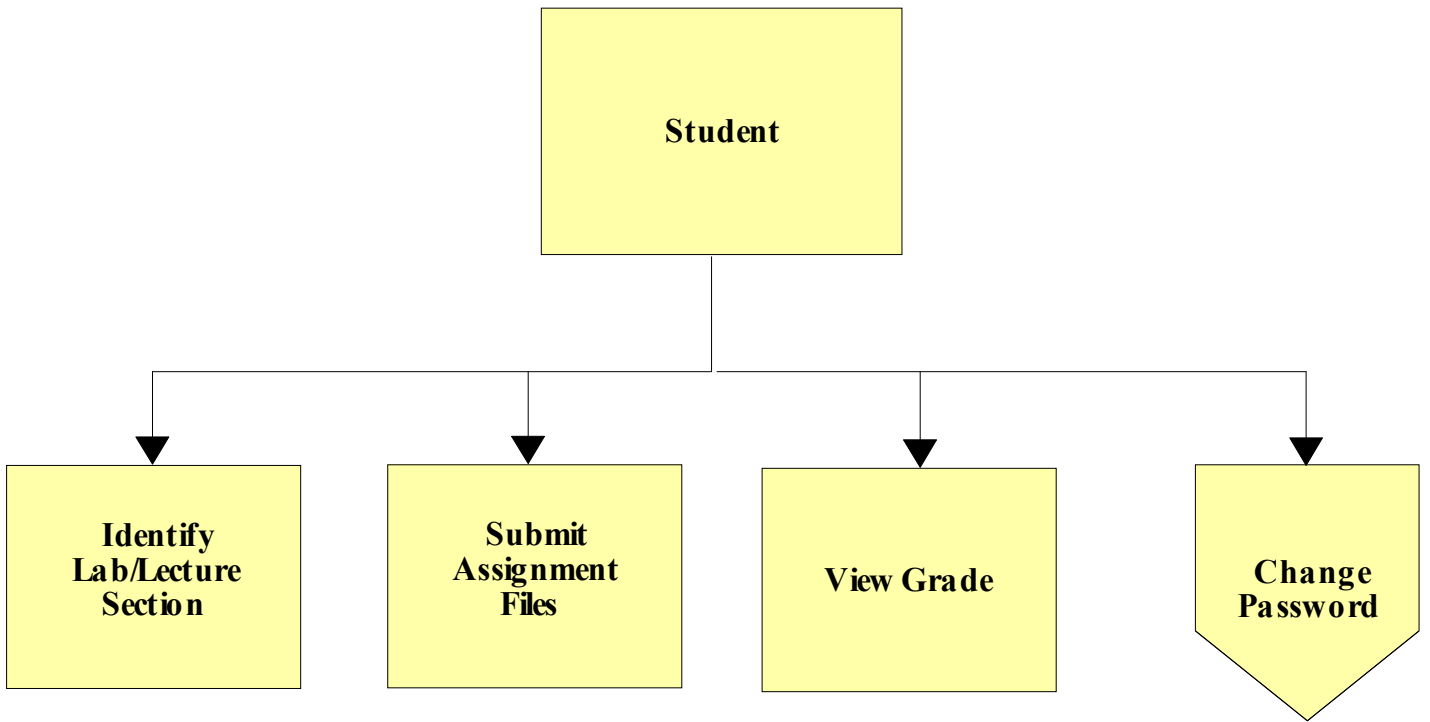 Student
Identify
Lab/Lecture
Section
Submit
Assignment
Files
View Grade
Change
Password